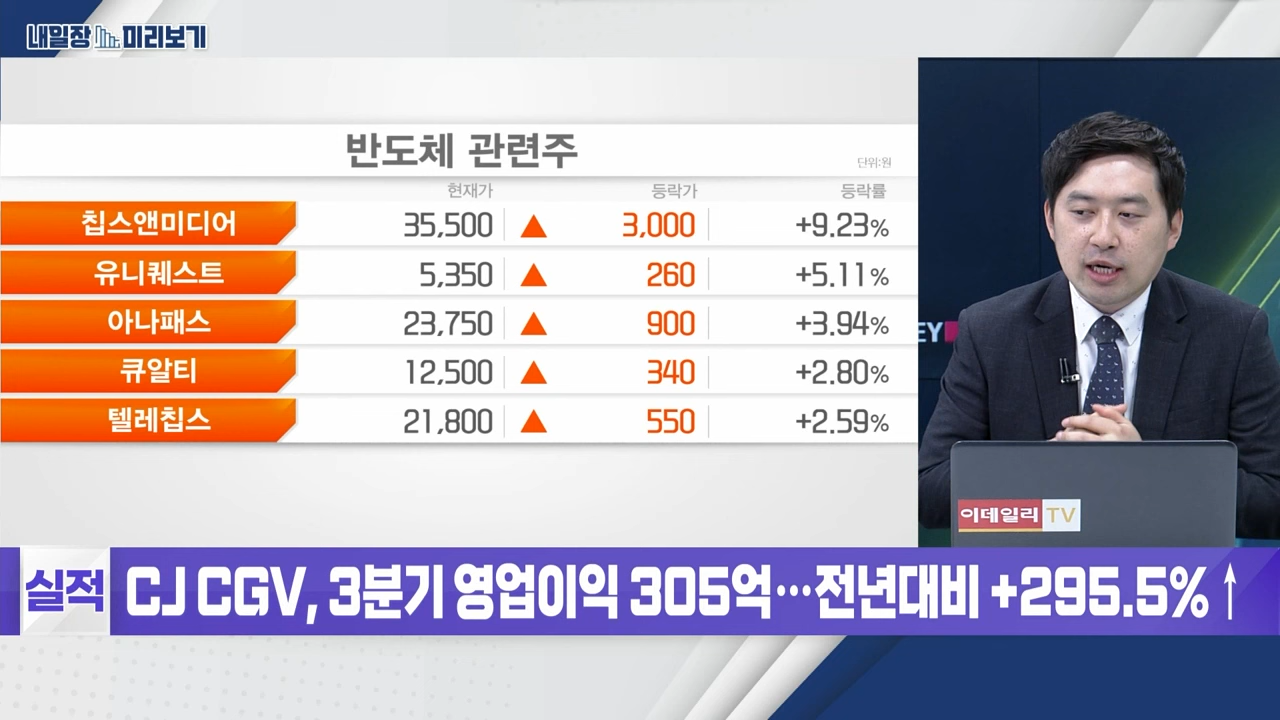 내일장 미리보기
반도체 관련주
단위:원
현재가 등락가 등락률
칩스앤미디어 35,500 ▲ 3,000 +9.23%
유니퀘스트 5,350 ▲ 260 +5.11%
아나패스 23,750 ▲ 900 +3.94%
큐알티 12,500 ▲ 340 +2.80%
텔레칩스 21,800 ▲ 550 +2.59%
EY
이데일리 TV
실적 CJ CGV, 3분기 영업이익 305억…전년대비 +295.5%↑